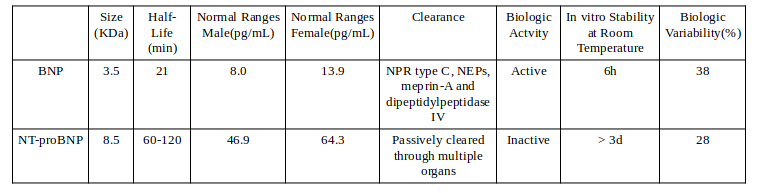 Size (KDa) Half-Life (min) Normal Ranges Male(pg/mL) Normal Ranges Female(pg/mL) Clearance Biologic Actvity In vitro Stability at Room Temperature Biologic Variability(%)
BNP 3.5 21 8.0 13.9 NPR type C, NEPs, meprin-A and dipeptidylpeptidase IV Active 6h 38
NT-proBNP 8.5 60-120 46.9 64.3 Passively cleared through multiple organs Inactive > 3d 28